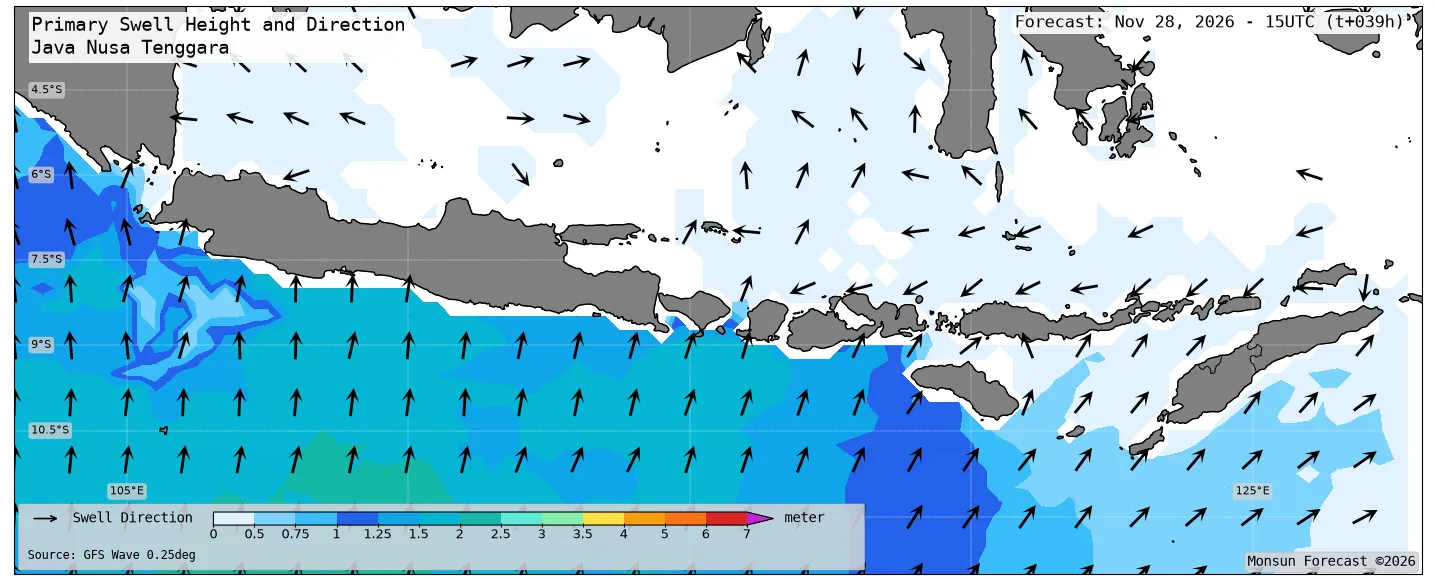 Primary Swell Height and Direction
Java Nusa Tenggara
Forecast: Nov 28, 2026 - 15UTC (t+039h)
4.5°S
6°S
7.5°S
9°S
10.5°S
105°E
125°E
Swell Direction
0 0.5 0.75 1 1.25 1.5 2 2.5 3 3.5 4 5 6 7
meter
Source: GFS Wave 0.25deg
Monsun Forecast ©2026